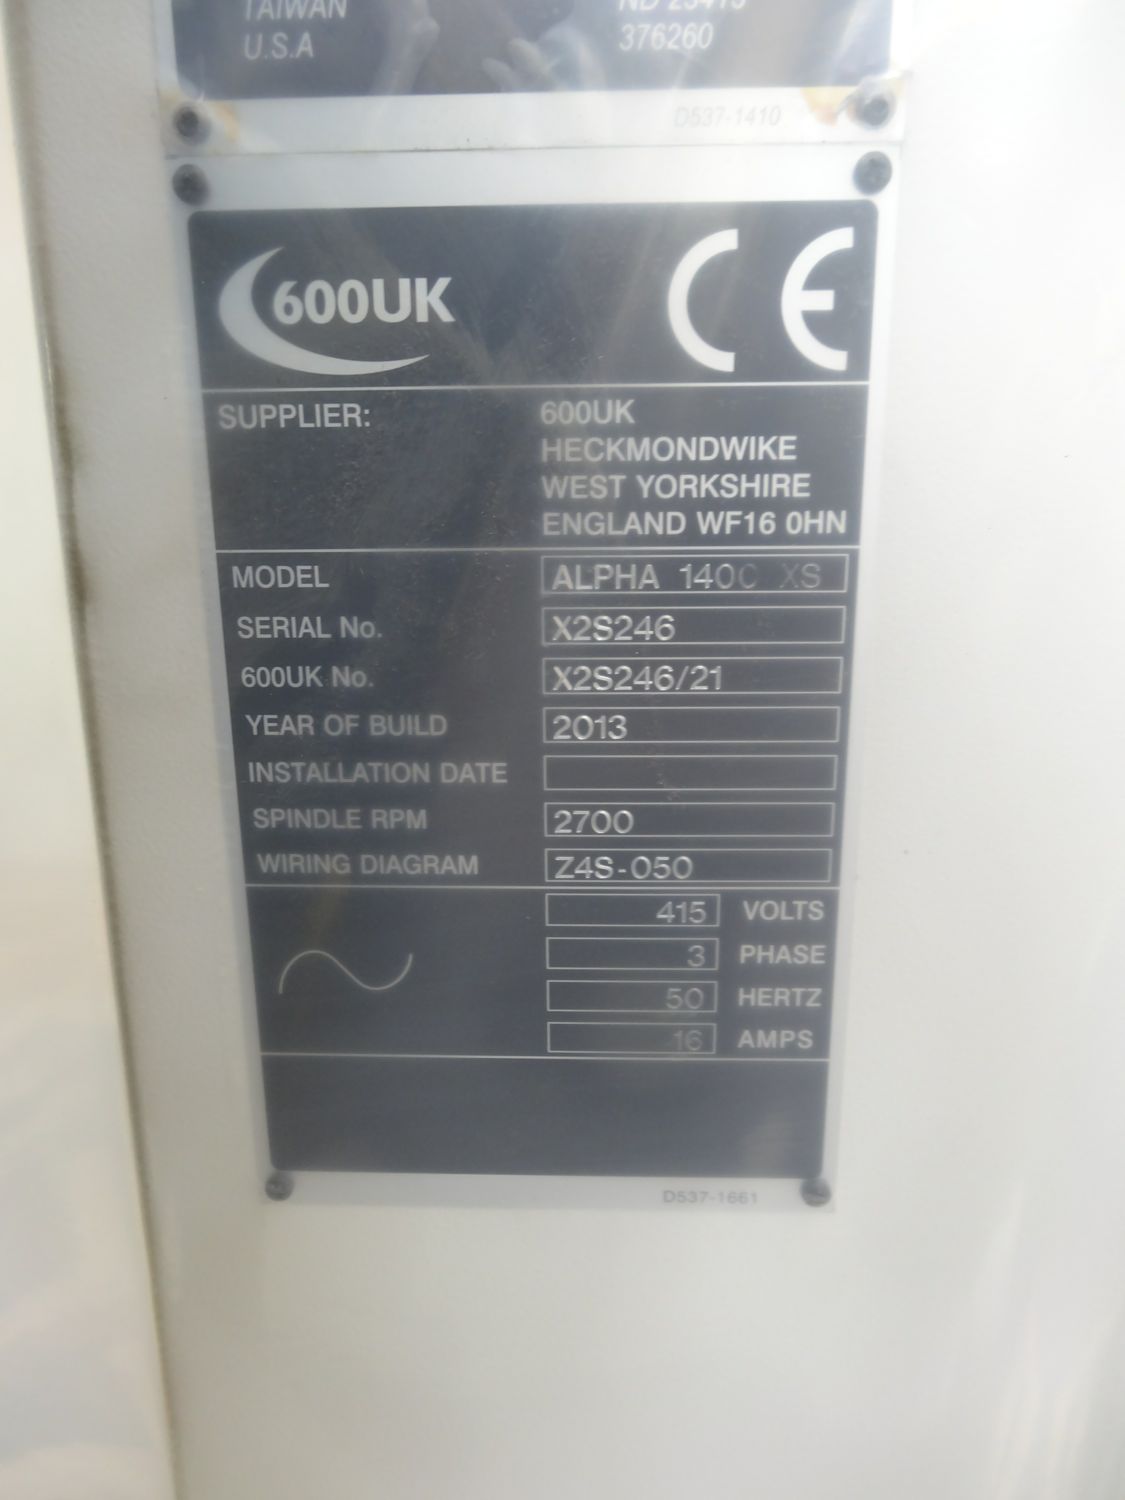 TAIWAN
U.S.A
376260
D537-1410
600UK
CE
SUPPLIER: 600UK
HECKMONDWIKE
WEST YORKSHIRE
ENGLAND WF16 0HN
MODEL ALPHA 1400 XS
SERIAL No. X2S246
600UK No. X2S246/21
YEAR OF BUILD 2013
INSTALLATION DATE
SPINDLE RPM 2700
WIRING DIAGRAM Z4S-050
415 VOLTS
3 PHASE
50 HERTZ
16 AMPS
D537-1661